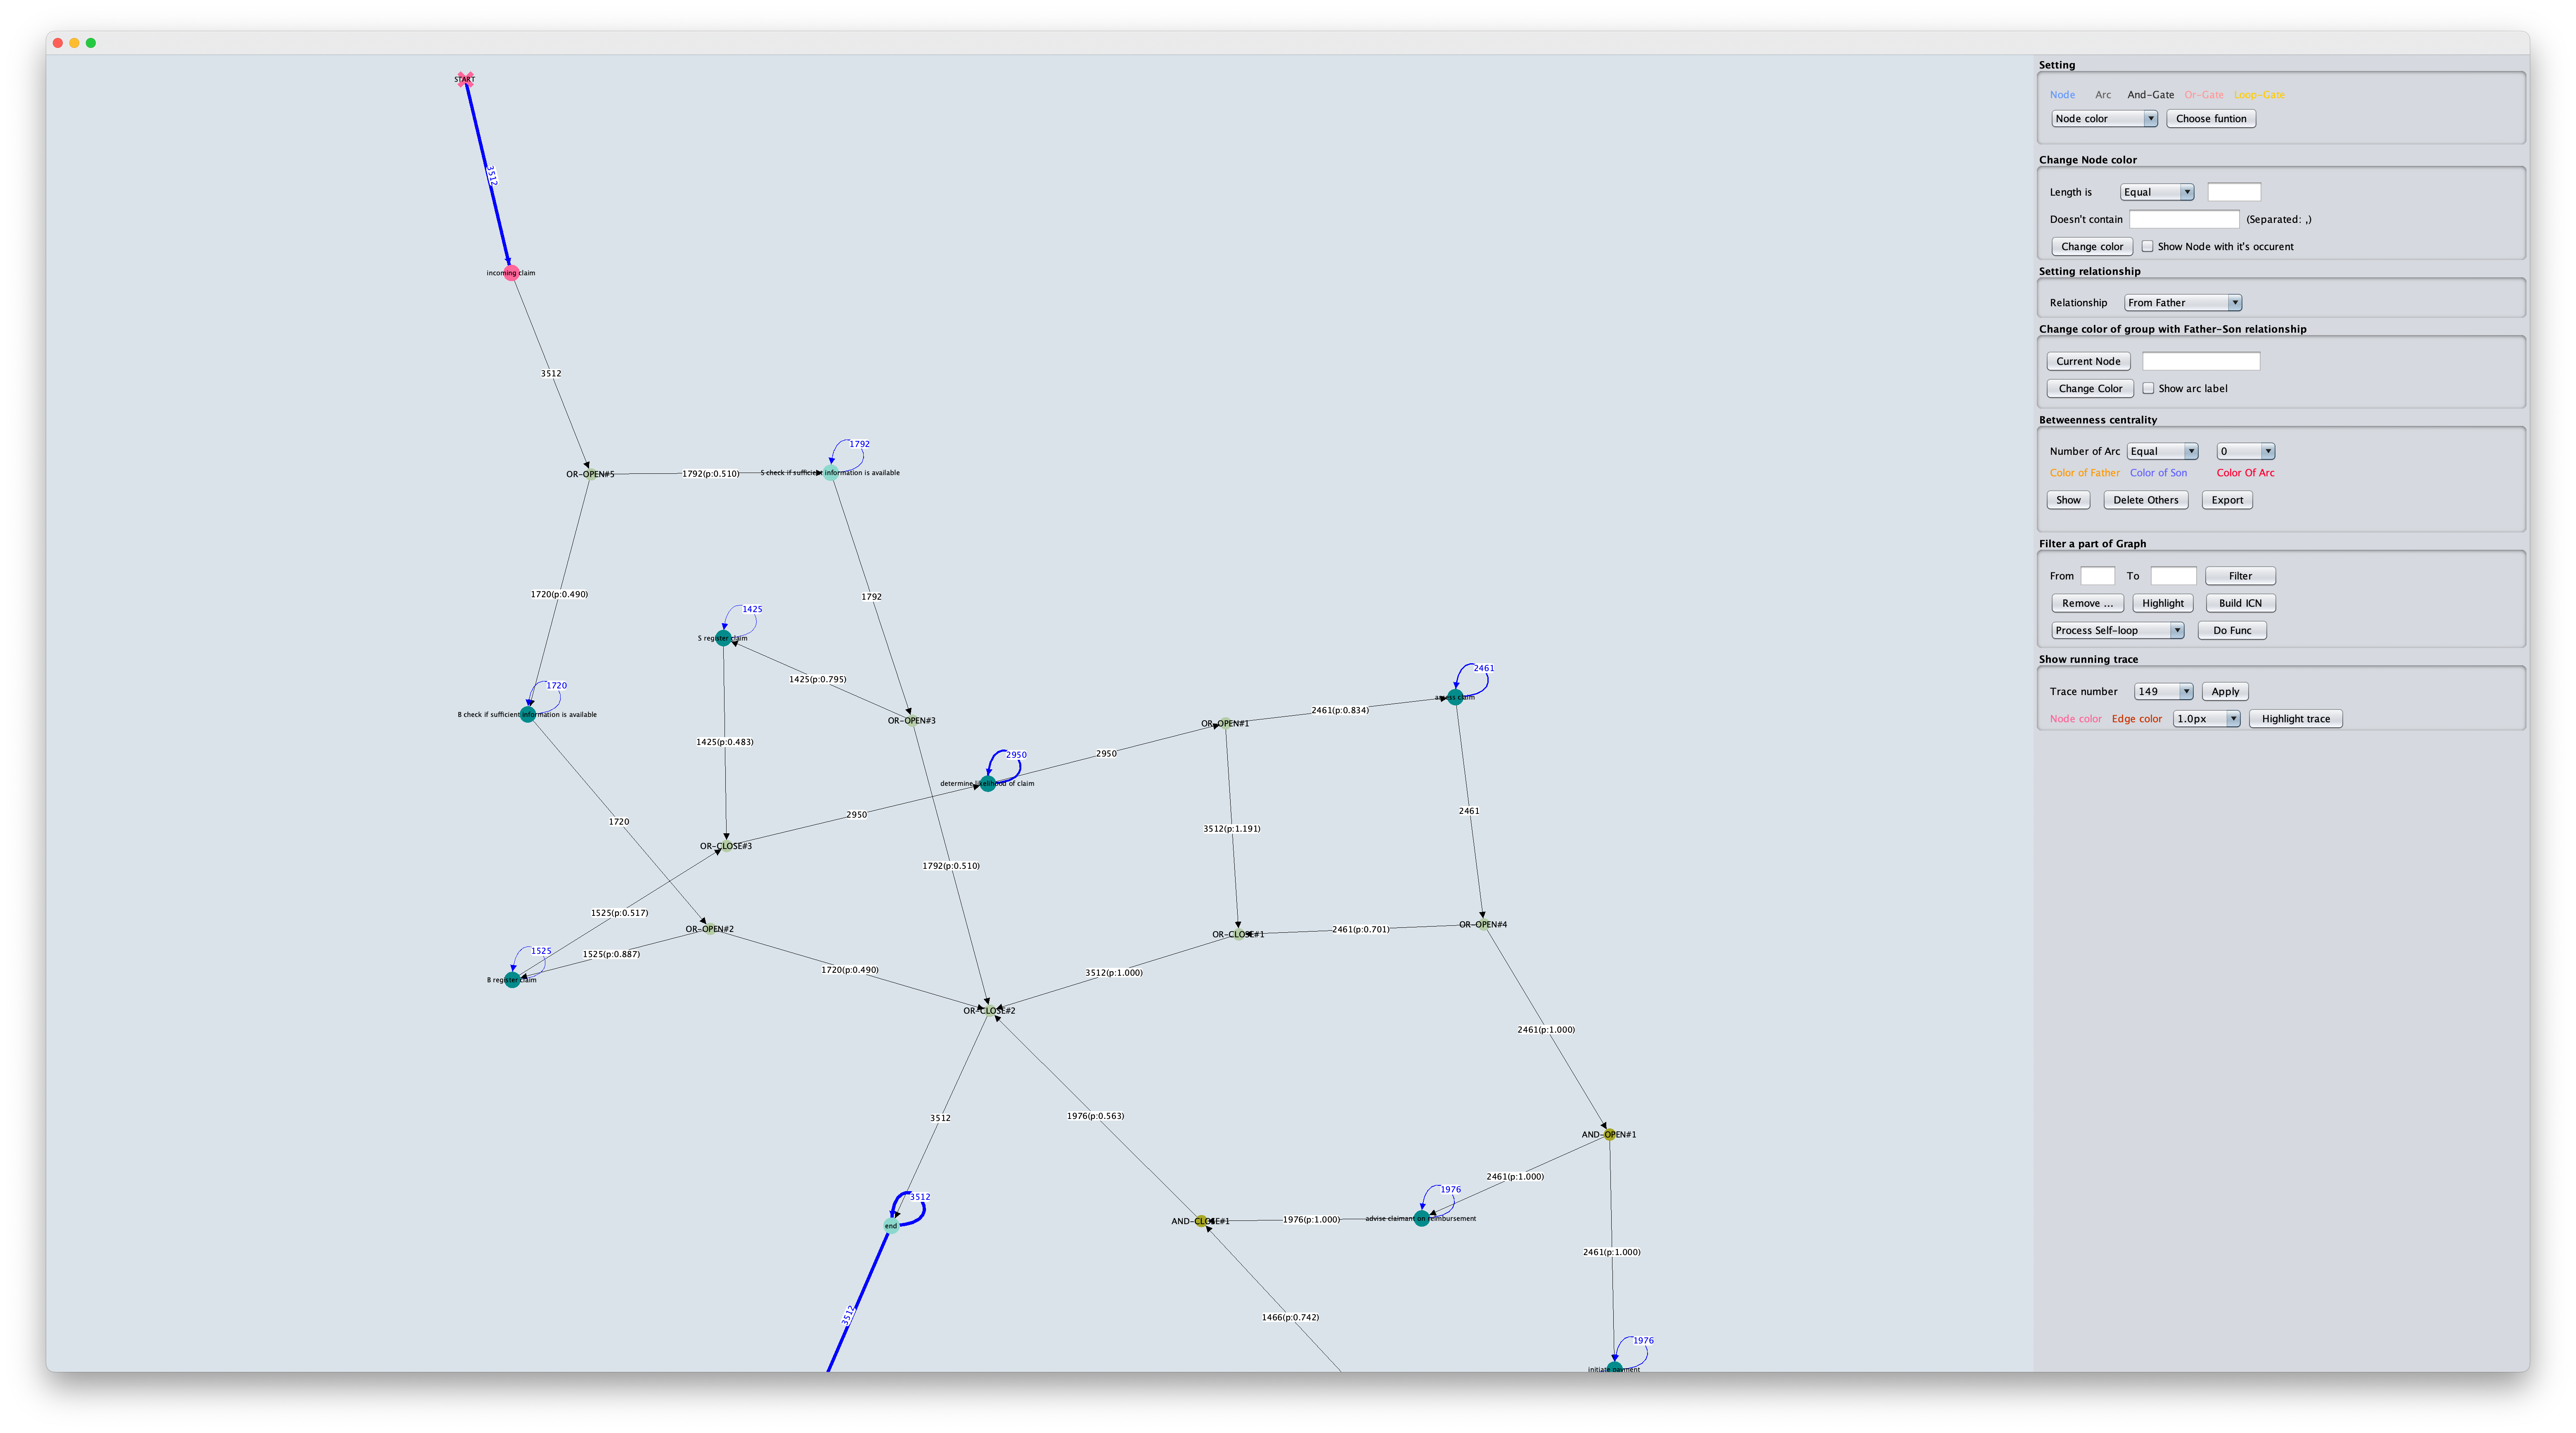 START
3512
incoming claim
3512
OR-OPEN#5
1792(p:0.510)
1792
S check if sufficient information is available
1720(p:0.490)
1792
1425
S register claim
1425(p:0.795)
1720
B check if sufficient information is available
OR-OPEN#3
1425(p:0.483)
2461
assess claim
2461(p:0.834)
OR-OPEN#1
2950
2950
determine likelihood of claim
2950
1720
2461
3512(p:1.191)
OR-CLOSE#3
1792(p:0.510)
1525(p:0.517)
OR-OPEN#2
1525(p:0.887)
1525
B register claim
1720(p:0.490)
OR-OPEN#4
2461(p:0.701)
OR-CLOSE#1
3512(p:1.000)
OR-CLOSE#2
2461(p:1.000)
3512
1976(p:0.563)
AND-OPEN#1
2461(p:1.000)
1976
advise claimant on reimbursement
1976(p:1.000)
AND-CLOSE#1
3512
end
2461(p:1.000)
3512
1466(p:0.742)
1976
initiate payment
Setting
Node Arc And-Gate Or-Gate Loop-Gate
Node color Choose funtion
Change Node color
Length is Equal
Doesn't contain (Separated: ,)
Change color Show Node with it's occurent
Setting relationship
Relationship From Father
Change color of group with Father-Son relationship
Current Node
Change Color Show arc label
Betweenness centrality
Number of Arc Equal 0
Color of Father Color of Son Color Of Arc
Show Delete Others Export
Filter a part of Graph
From To Filter
Remove ... Highlight Build ICN
Process Self-loop Do Func
Show running trace
Trace number 149 Apply
Node color Edge color 1.0px Highlight trace